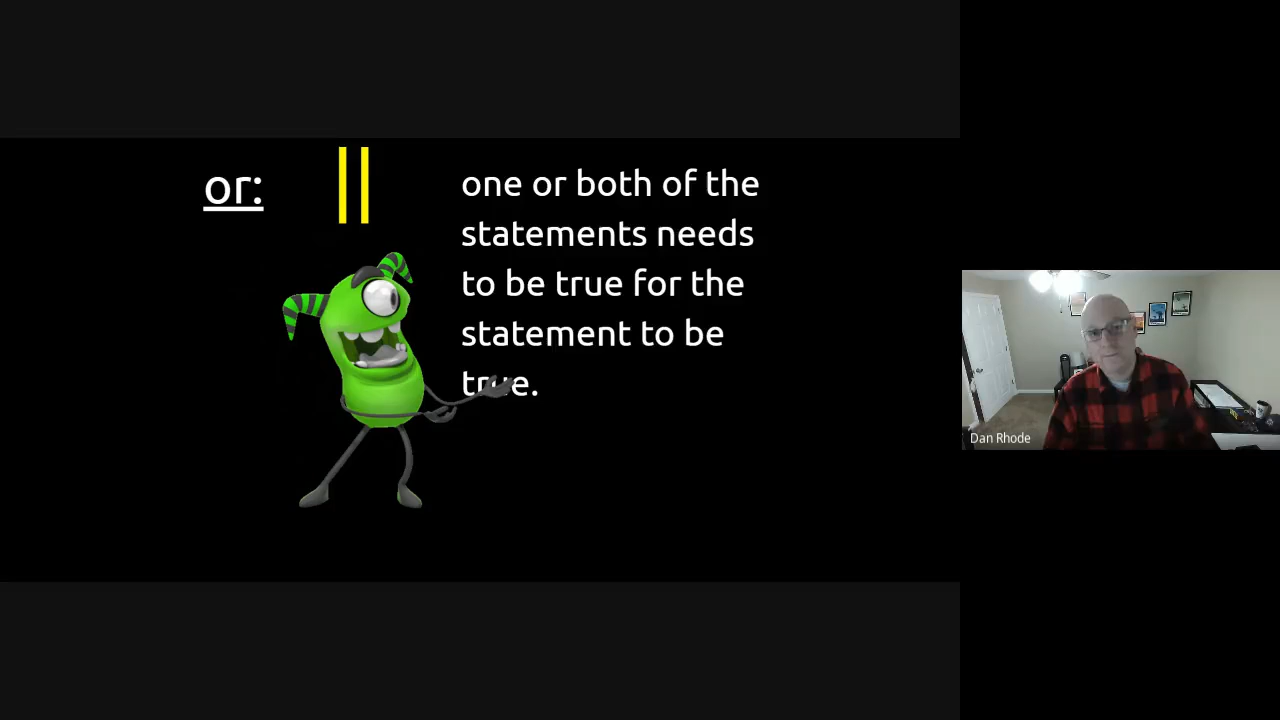 or: ||
one or both of the
statements needs
to be true for the
statement to be
true.
Dan Rhode